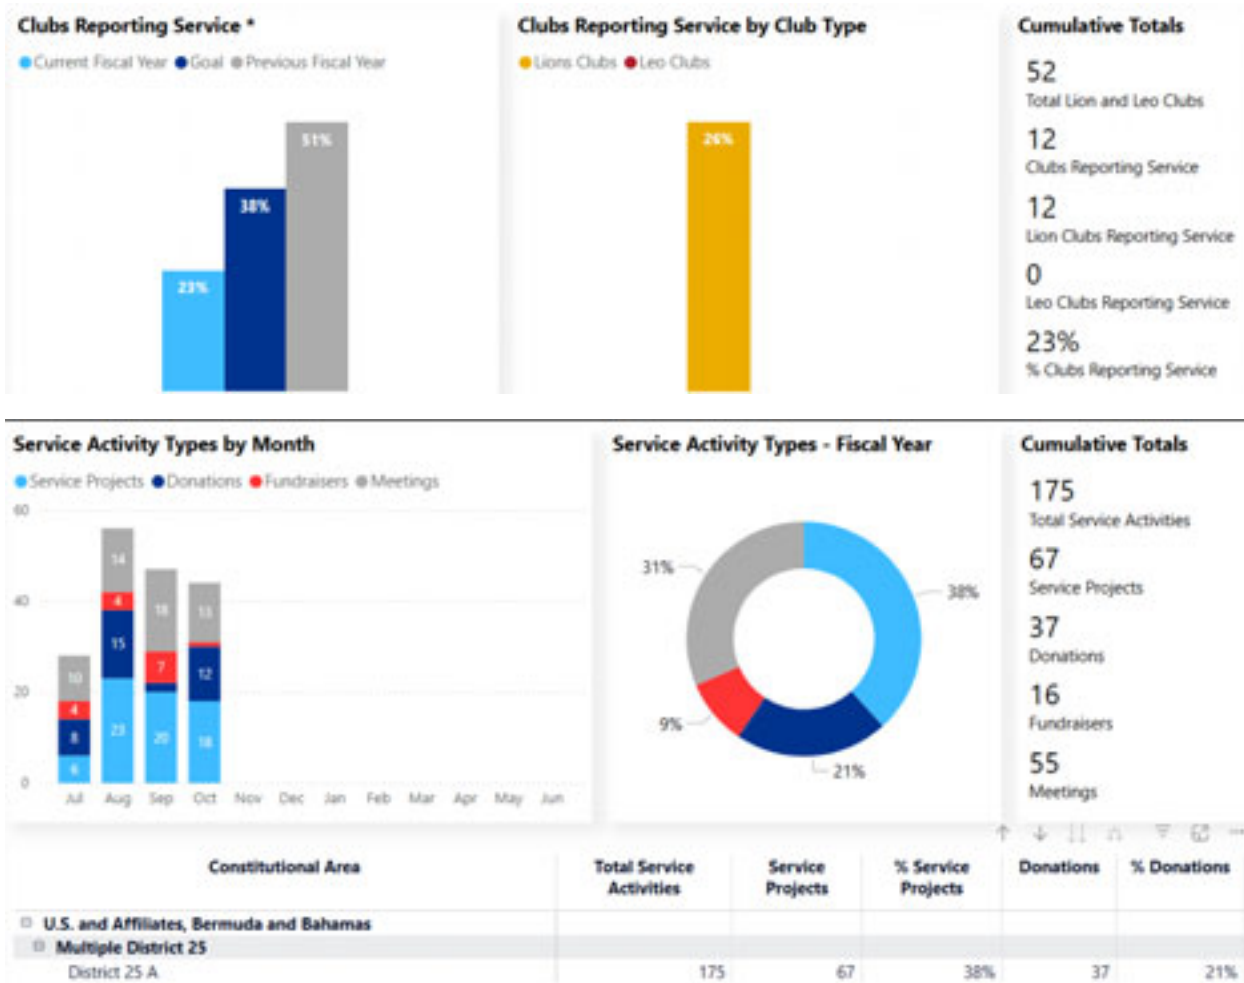 Clubs Reporting Service *
Current Fiscal Year Goal Previous Fiscal Year
51%
38%
23%
Clubs Reporting Service by Club Type
Lions Clubs Leo Clubs
26%
Cumulative Totals
52
Total Lion and Leo Clubs
12
Clubs Reporting Service
12
Lion Clubs Reporting Service
0
Leo Clubs Reporting Service
23%
% Clubs Reporting Service
Service Activity Types by Month
Service Projects Donations Fundraisers Meetings
60
40
20
0
10
4
8
6
14
4
15
23
18
7
20
13
12
18
Jul Aug Sep Oct Nov Dec Jan Feb Mar Apr May Jun
Service Activity Types - Fiscal Year
31%
38%
9%
21%
Cumulative Totals
175
Total Service Activities
67
Service Projects
37
Donations
16
Fundraisers
55
Meetings
Constitutional Area Total Service Activities Service Projects % Service Projects Donations % Donations
U.S. and Affiliates, Bermuda and Bahamas
Multiple District 25
District 25 A 175 67 38% 37 21%